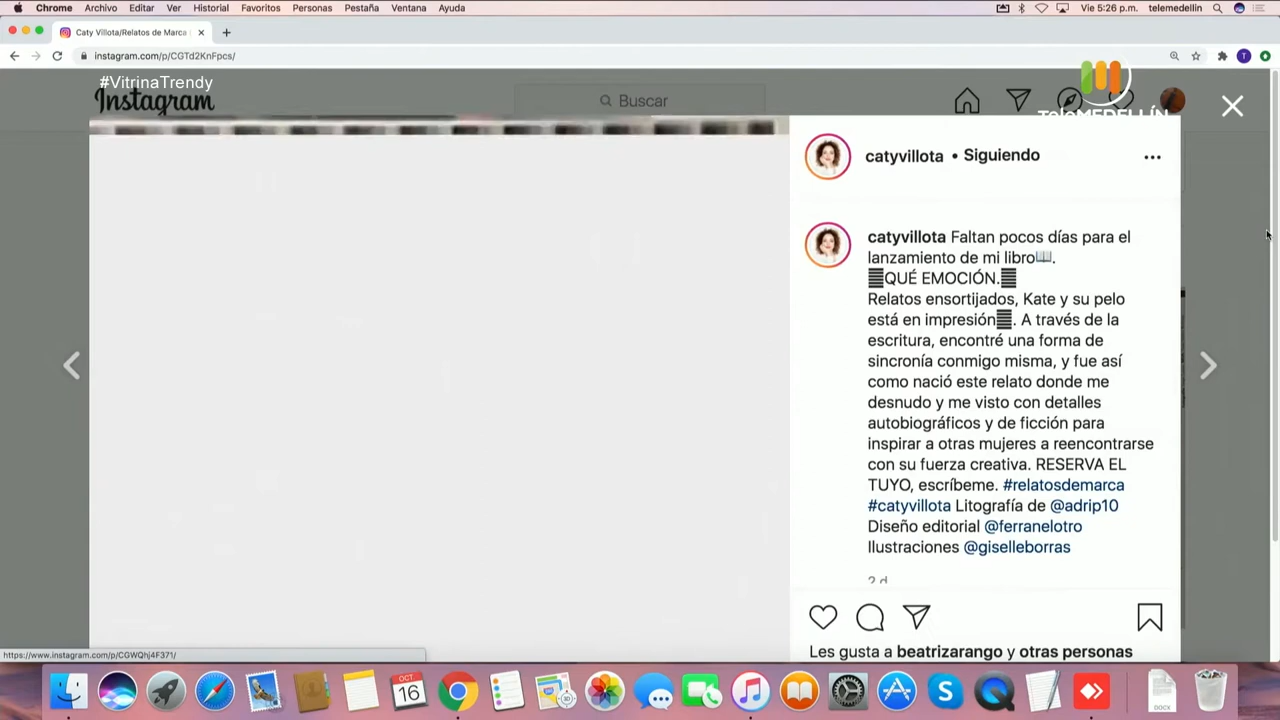 Chrome Archivo Editar Ver Historial Favoritos Personas Pestaña Ventana Ayuda Vie 5:26 p.m. telemedellin
Caty Villota/Relatos de Marca
instagram.com/p/CGTd2KnFpcs/
#VitrinaTrendy
Instagram
Buscar
TeleMEDELLÍN
catyvillota • Siguiendo
catyvillota Faltan pocos días para el
lanzamiento de mi libro📖.
QUÉ EMOCIÓN.
Relatos ensortijados, Kate y su pelo
está en impresión. A través de la
escritura, encontré una forma de
sincronía conmigo misma, y fue así
como nació este relato donde me
desnudo y me visto con detalles
autobiográficos y de ficción para
inspirar a otras mujeres a reencontrarse
con su fuerza creativa. RESERVA EL
TUYO, escríbeme. #relatosdemarca
#catyvillota Litografía de @adrip10
Diseño editorial @ferranelotro
Ilustraciones @giselleborras
2 d
Les gusta a beatrizarango y otras personas
https://www.instagram.com/p/CGWQhj4F371/
OCT
16
DOCX